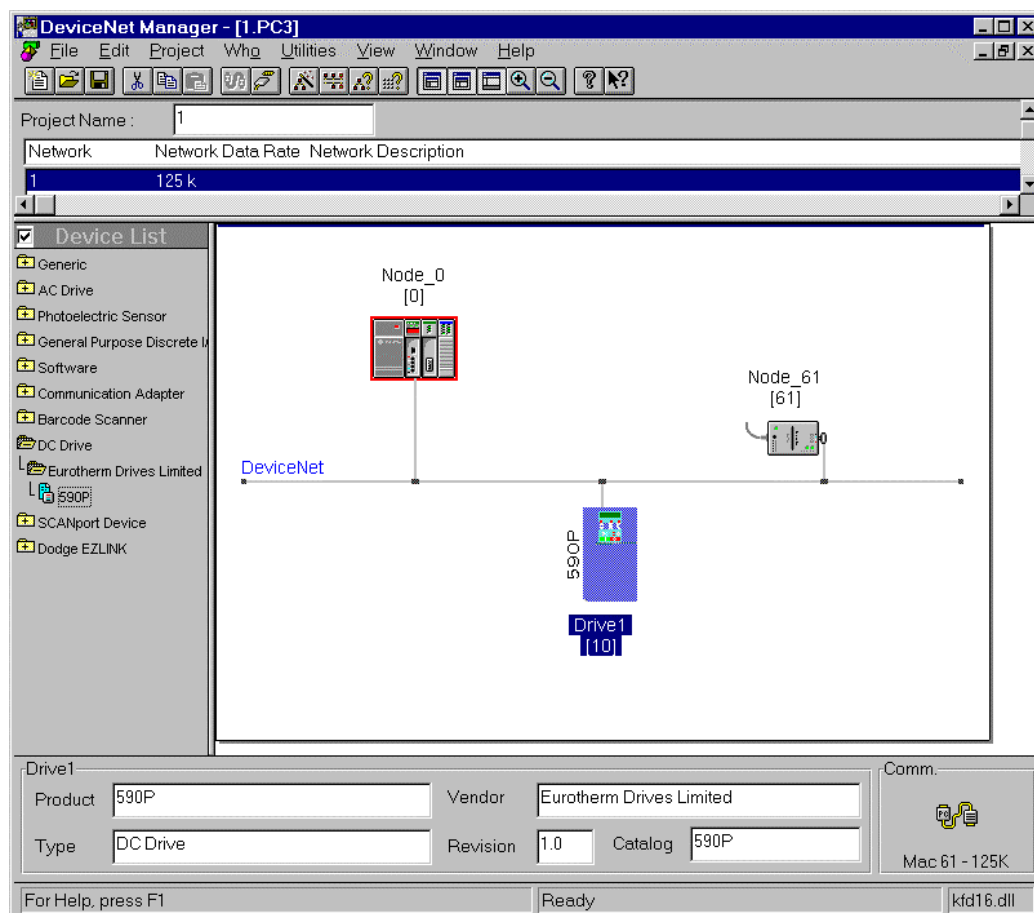 DeviceNet Manager - [1.PC3]
File Edit Project Who Utilities View Window Help
Project Name : 1
Network Network Data Rate Network Description
1 125 k
Device List
Generic
AC Drive
Photoelectric Sensor
General Purpose Discrete I/
Software
Communication Adapter
Barcode Scanner
DC Drive
Eurotherm Drives Limited
590P
SCANport Device
Dodge EZLINK
Node_0
[0]
Node_61
[61]
DeviceNet
590P
Drive1
[10]
Drive1
Product 590P Vendor Eurotherm Drives Limited
Type DC Drive Revision 1.0 Catalog 590P
Comm.
Mac 61 - 125K
For Help, press F1 Ready kfd16.dll